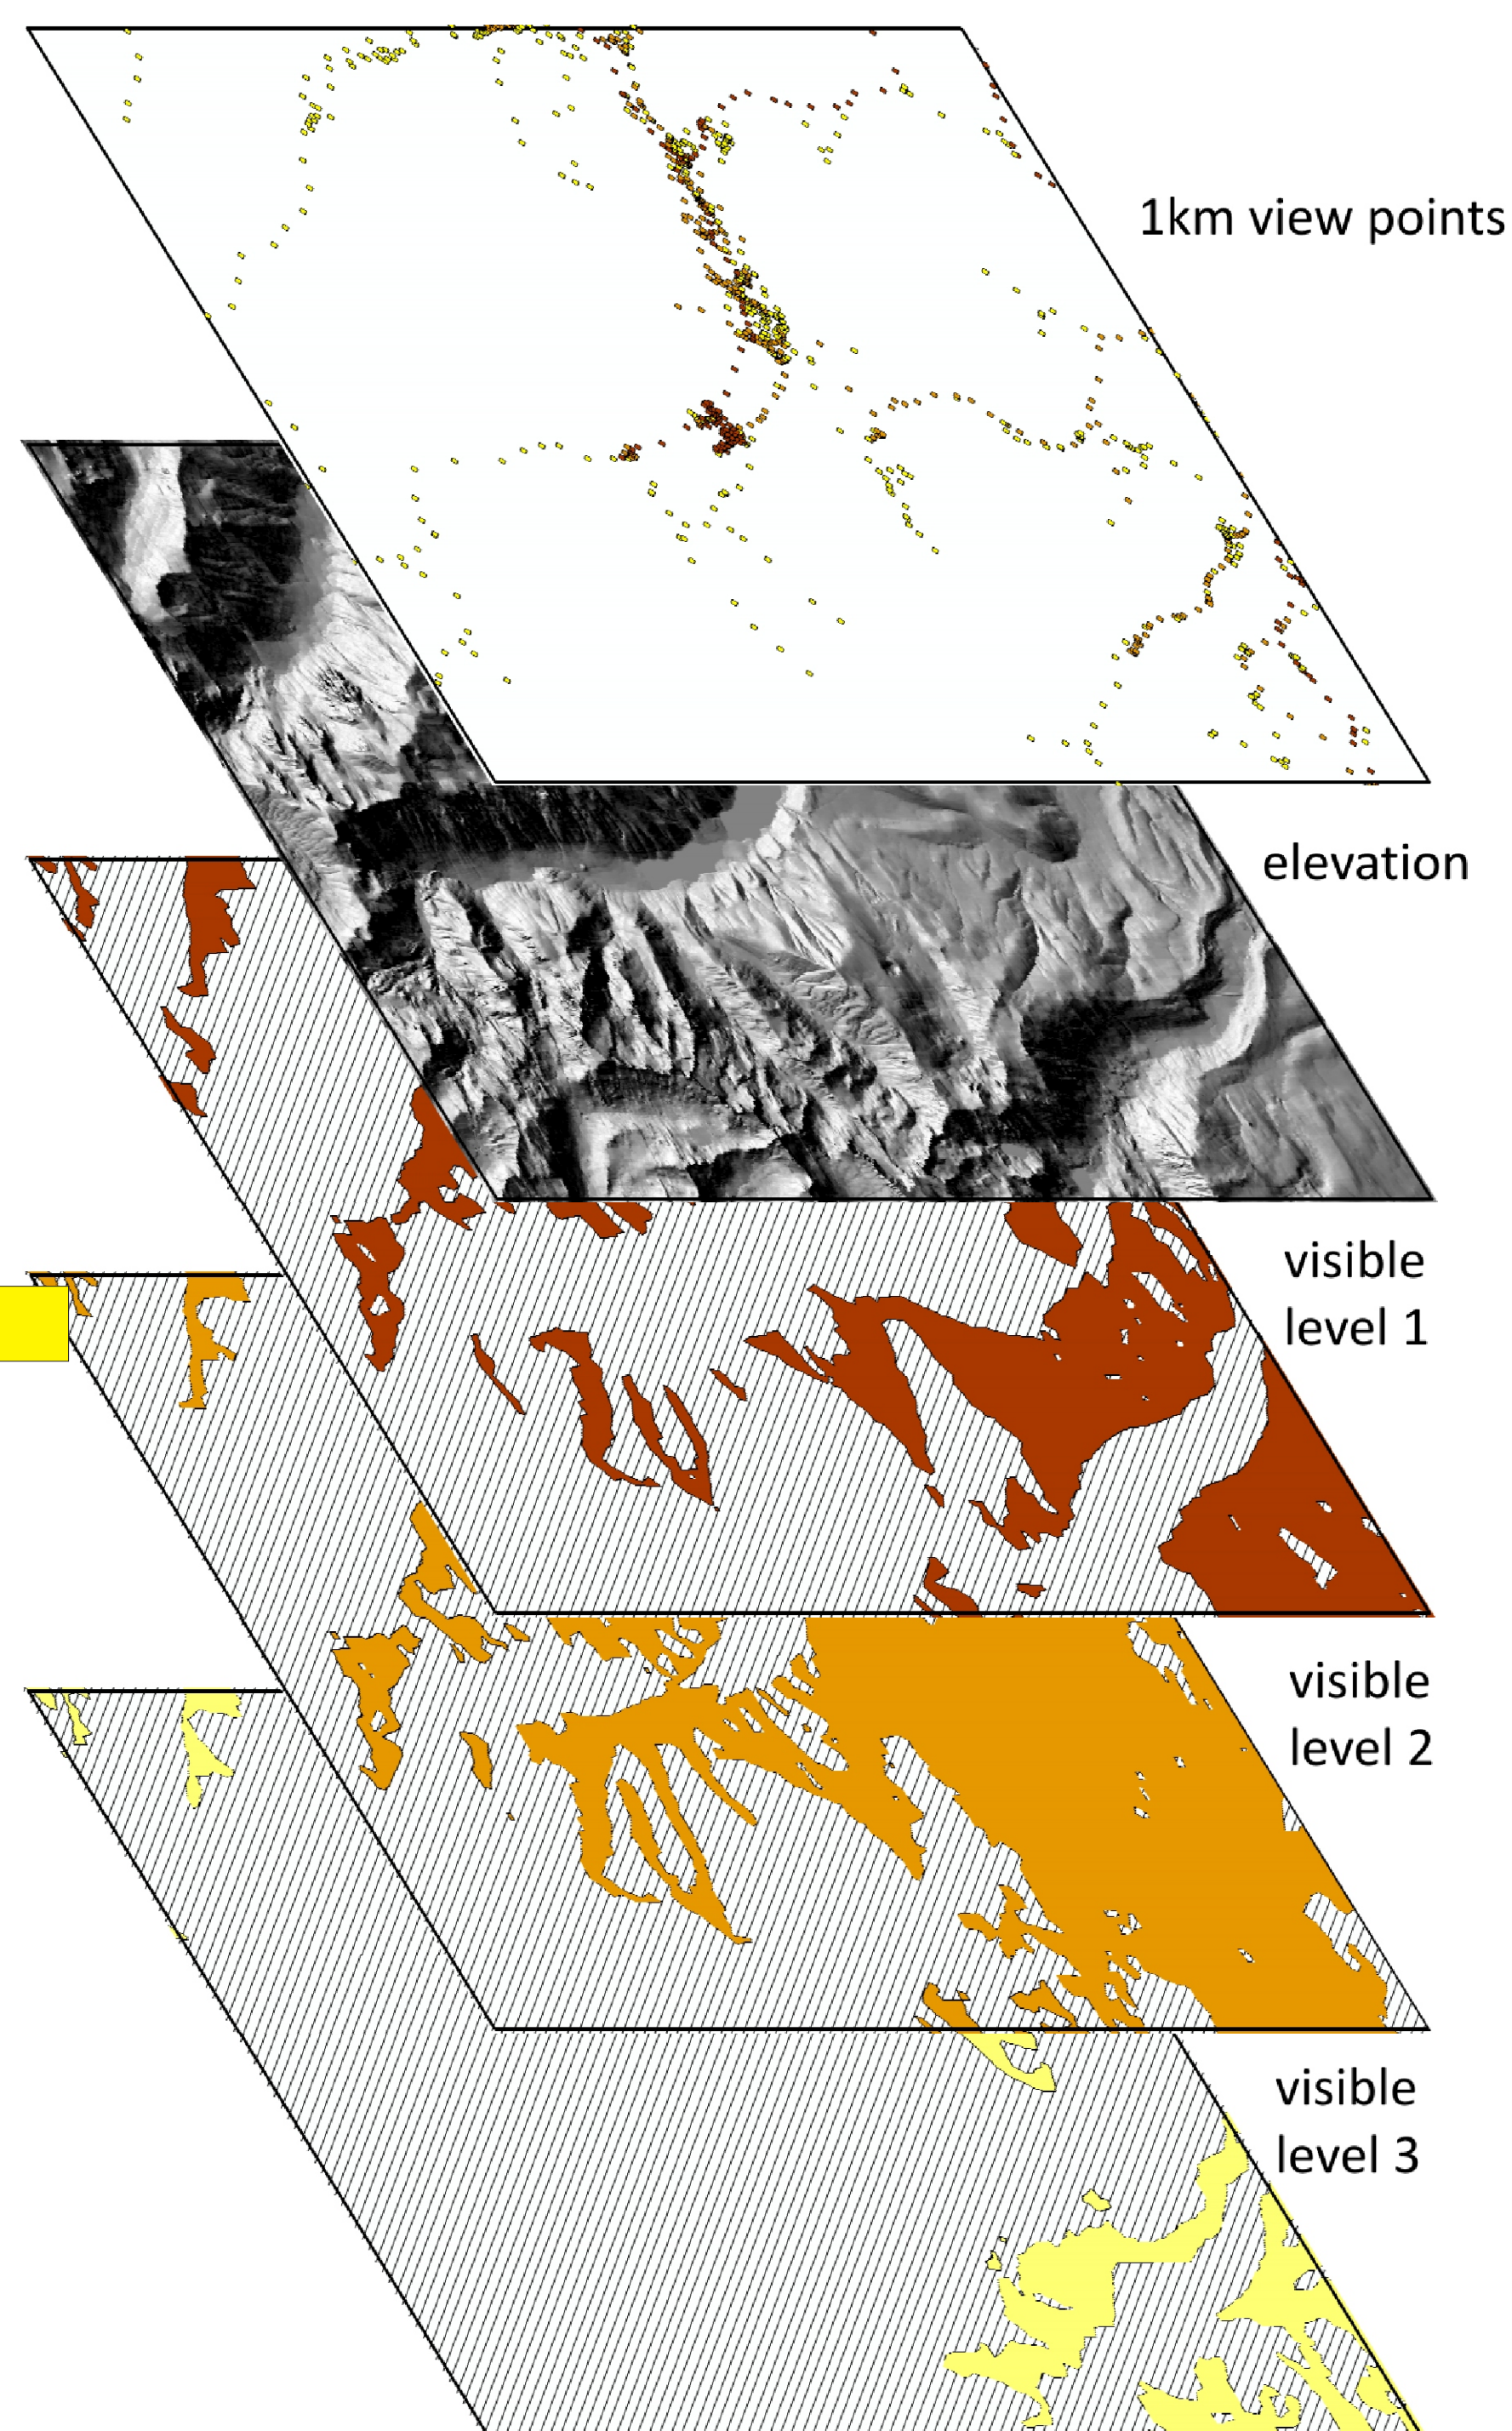 1km view points
elevation
visible
level 1
visible
level 2
visible
level 3